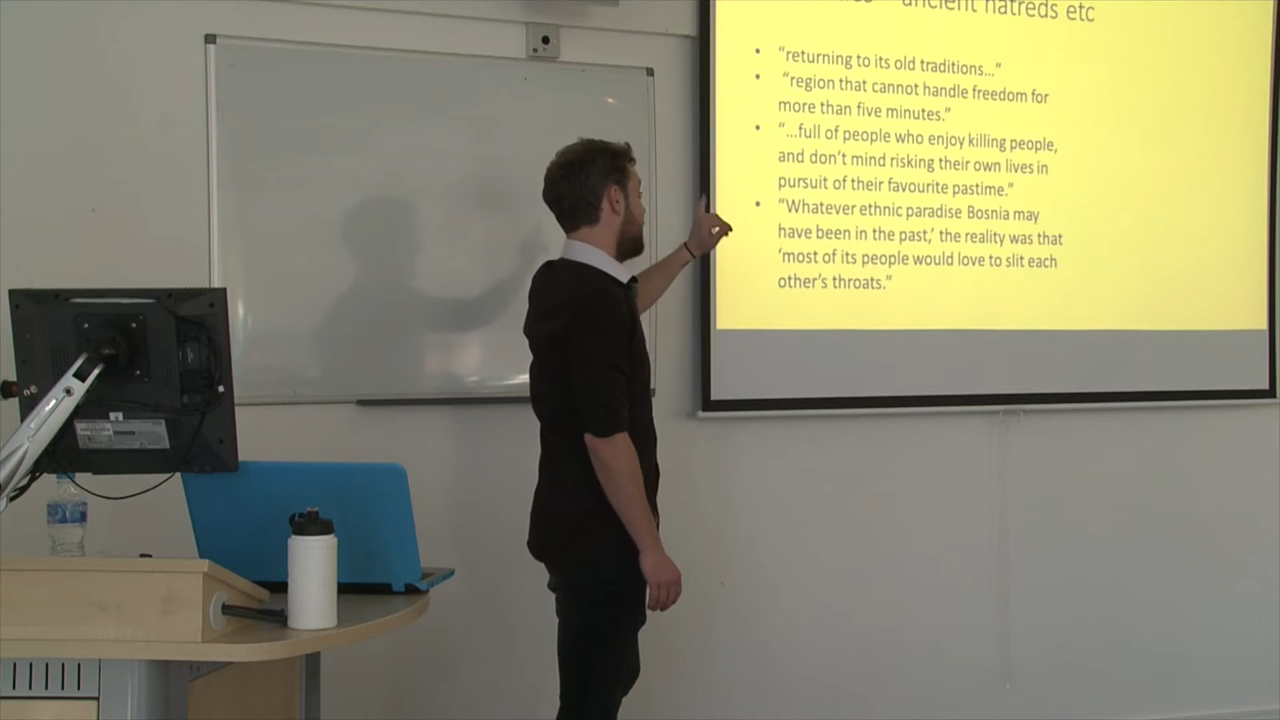 ancient hatreds etc
• “returning to its old traditions...”
• “region that cannot handle freedom for
more than five minutes.”
• “...full of people who enjoy killing people,
and don’t mind risking their own lives in
pursuit of their favourite pastime.”
• “Whatever ethnic paradise Bosnia may
have been in the past,’ the reality was that
‘most of its people would love to slit each
other’s throats.”